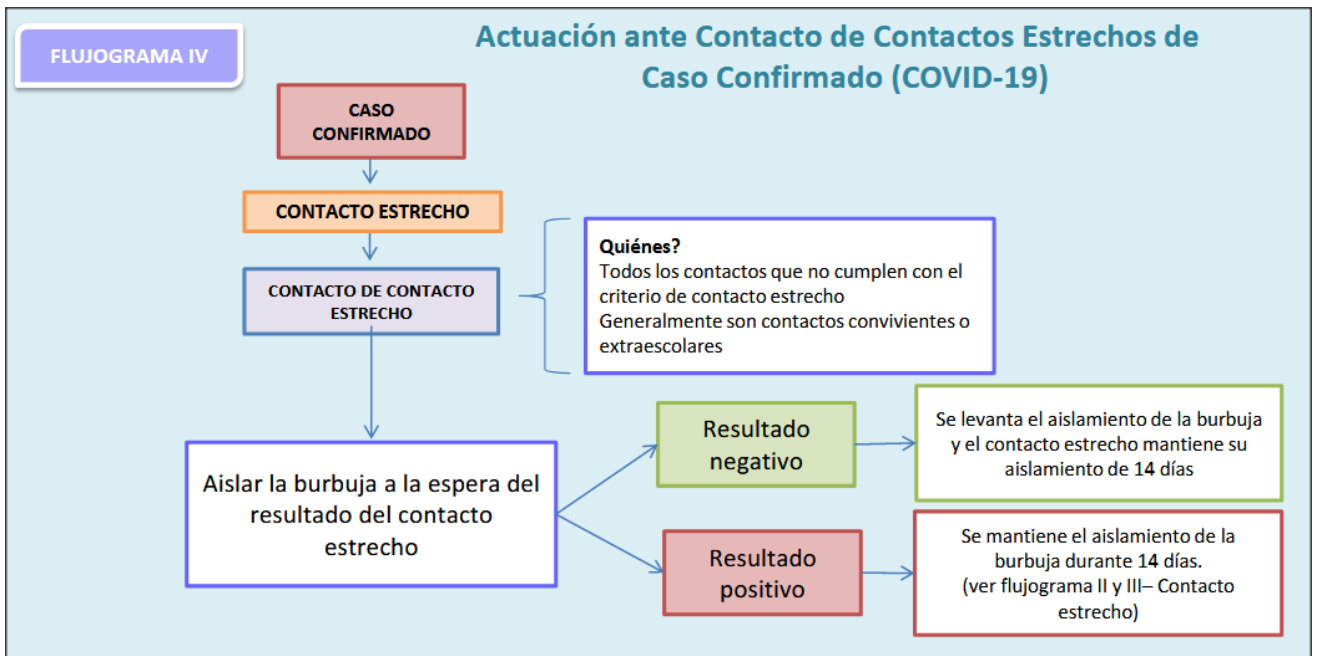 FLUJOGRAMA IV
Actuación ante Contacto de Contactos Estrechos de
Caso Confirmado (COVID-19)
CASO
CONFIRMADO
CONTACTO ESTRECHO
CONTACTO DE CONTACTO
ESTRECHO
Quiénes?
Todos los contactos que no cumplen con el
criterio de contacto estrecho
Generalmente son contactos convivientes o
extraescolares
Aislar la burbuja a la espera del
resultado del contacto
estrecho
Resultado
negativo
Se levanta el aislamiento de la burbuja
y el contacto estrecho mantiene su
aislamiento de 14 días
Resultado
positivo
Se mantiene el aislamiento de la
burbuja durante 14 días.
(ver flujograma II y III– Contacto
estrecho)